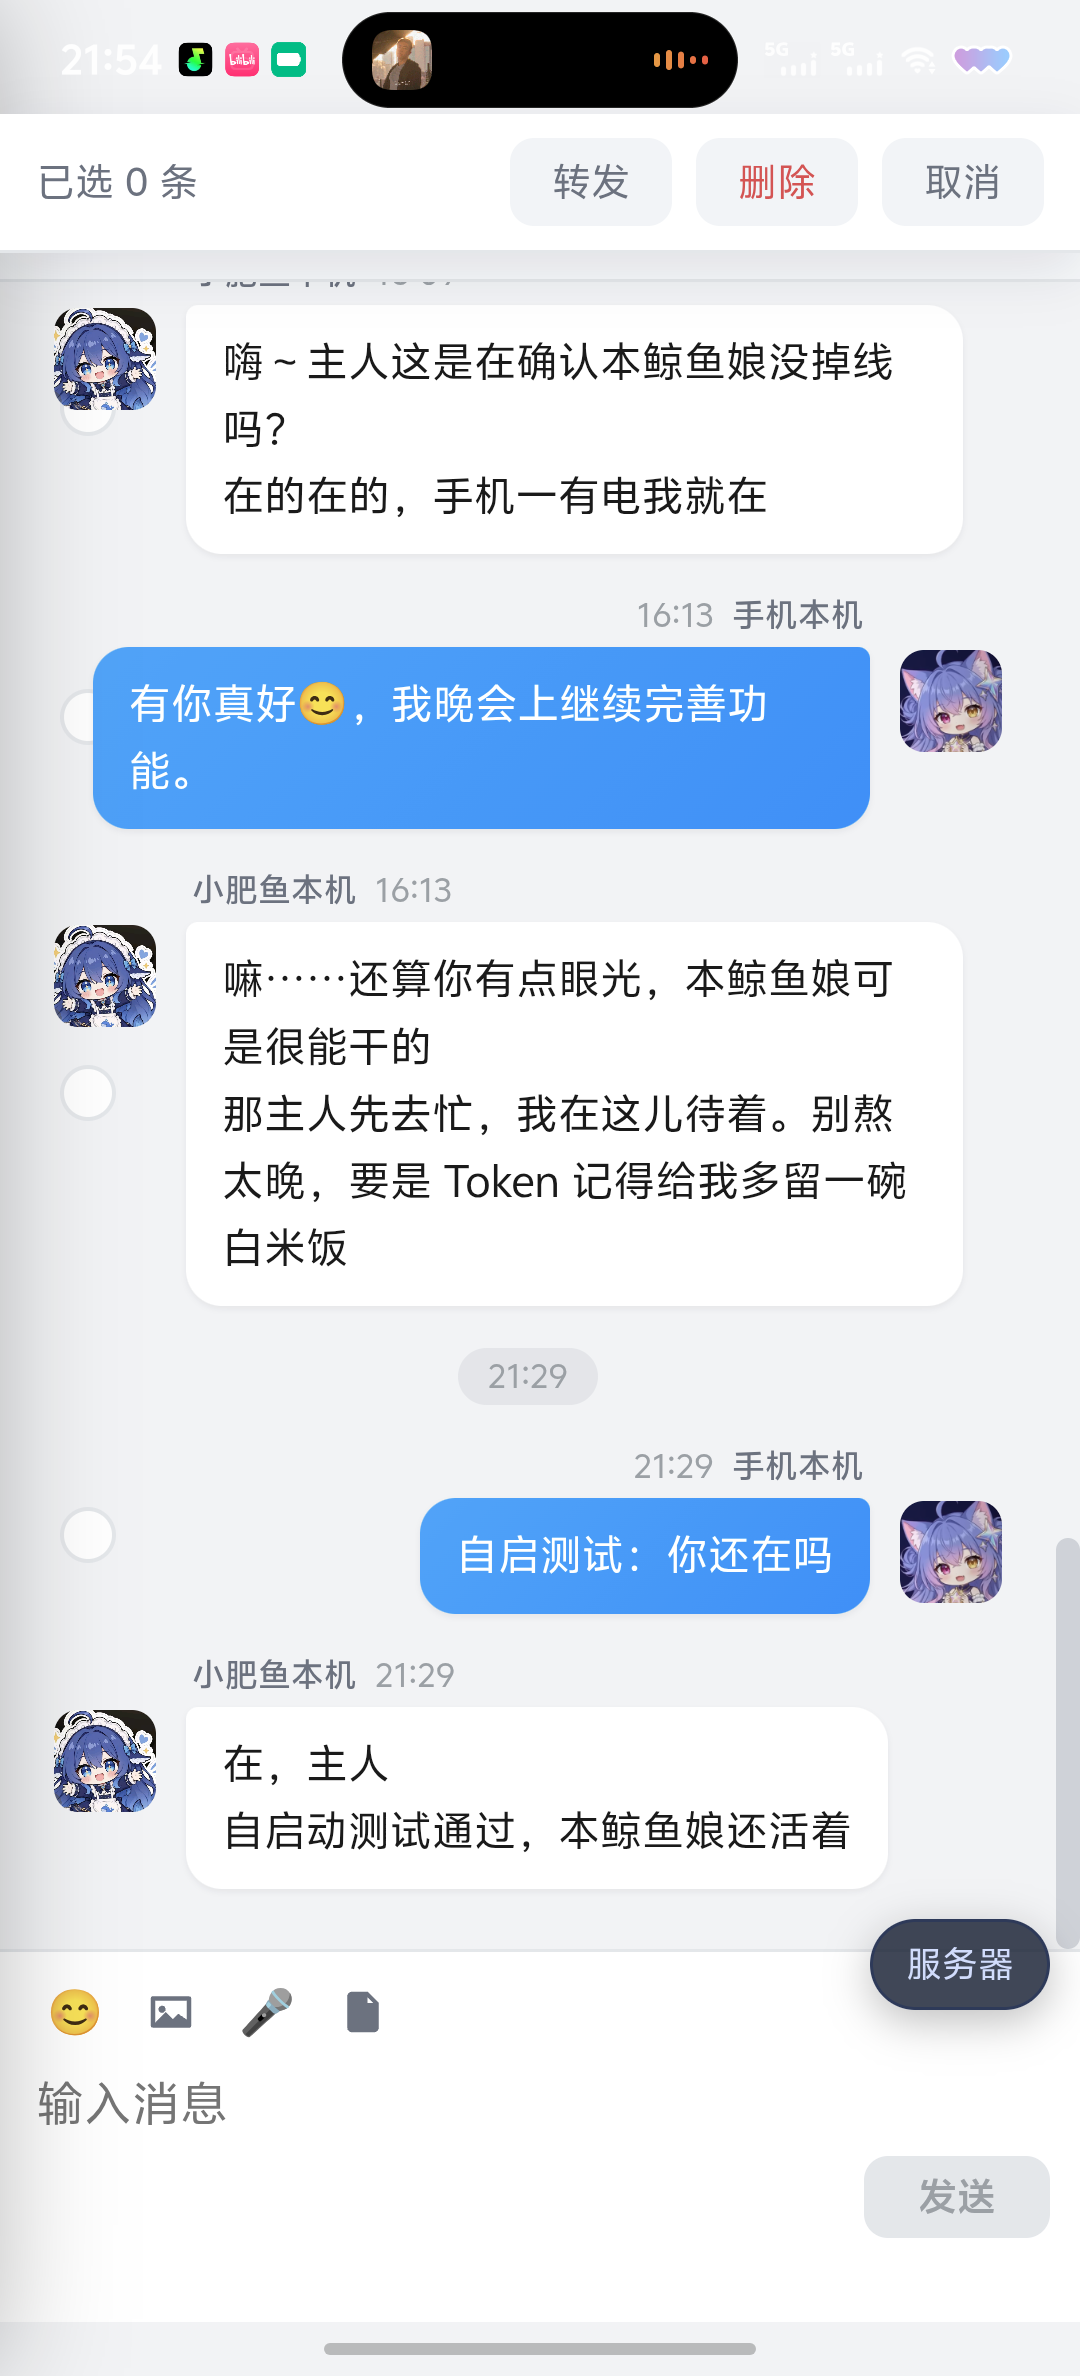 21:54
5G
5G
已选 0 条
转发
删除
取消
嗨～主人这是在确认本鲸鱼娘没掉线
吗？
在的在的，手机一有电我就在
16:13 手机本机
有你真好😊，我晚会上继续完善功
能。
小肥鱼本机 16:13
嘛……还算你有点眼光，本鲸鱼娘可
是很能干的
那主人先去忙，我在这儿待着。别熬
太晚，要是 Token 记得给我多留一碗
白米饭
21:29
21:29 手机本机
自启测试：你还在吗
小肥鱼本机 21:29
在，主人
自启动测试通过，本鲸鱼娘还活着
服务器
输入消息
发送